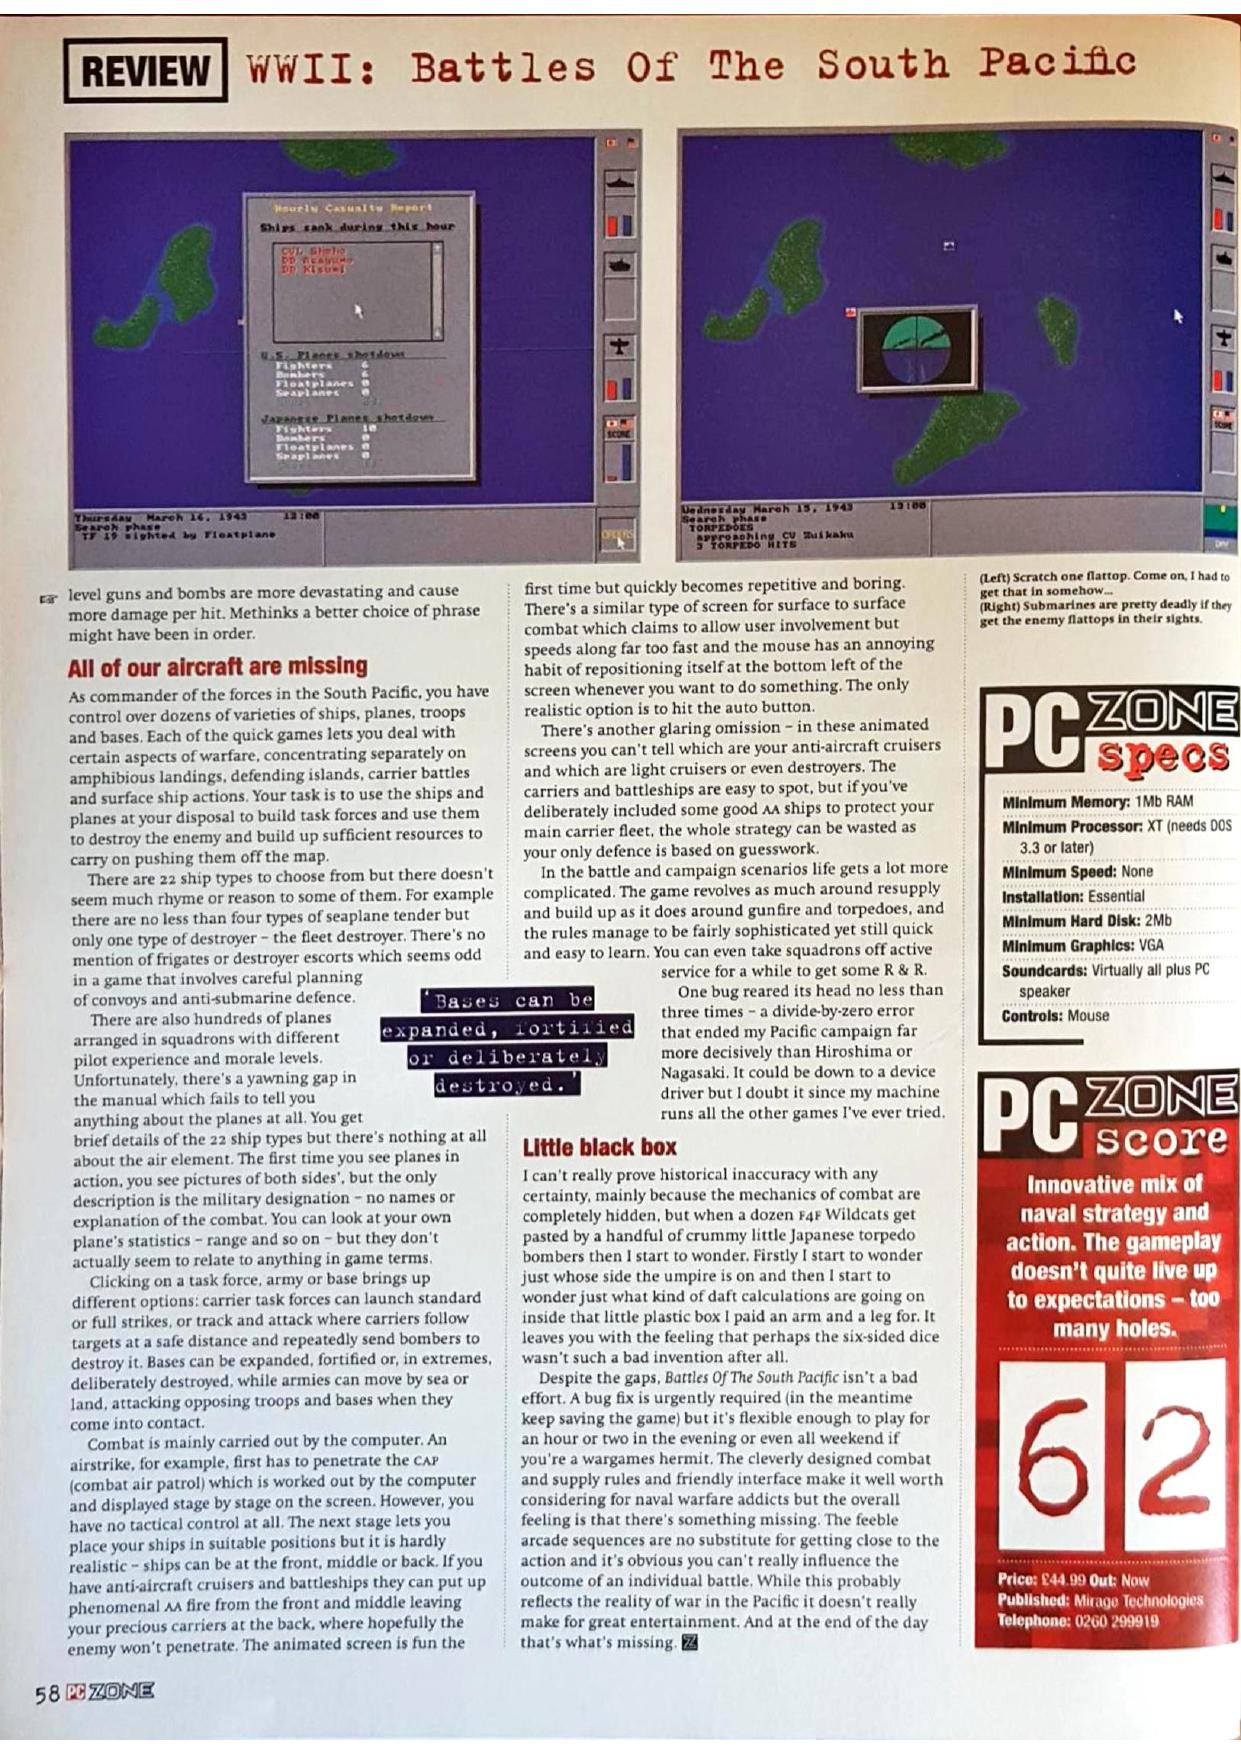 REVIEW WWII: Battles Of The South Pacific
Hourly Casualty Report
Ships sank during this hour
CVL Shoho
DD
DD Kisumi
U.S. Planes shotdown
Fighters 6
Bombers 6
Floatplanes 0
Seaplanes 0
Japanese Planes shotdown
Fighters 10
Bombers 0
Floatplanes 0
Seaplanes 0
SCORE
Thursday March 16, 1943 12:00
Search phase
TF 19 sighted by Floatplane
ORDERS
SCORE
Wednesday March 15, 1943 13:00
Search phase
TORPEDOES
approaching CV Zuikaku
3 TORPEDO HITS
level guns and bombs are more devastating and cause
more damage per hit. Methinks a better choice of phrase
might have been in order.
All of our aircraft are missing
As commander of the forces in the South Pacific, you have
control over dozens of varieties of ships, planes, troops
and bases. Each of the quick games lets you deal with
certain aspects of warfare, concentrating separately on
amphibious landings, defending islands, carrier battles
and surface ship actions. Your task is to use the ships and
planes at your disposal to build task forces and use them
to destroy the enemy and build up sufficient resources to
carry on pushing them off the map.
There are 22 ship types to choose from but there doesn't
seem much rhyme or reason to some of them. For example
there are no less than four types of seaplane tender but
only one type of destroyer – the fleet destroyer. There's no
mention of frigates or destroyer escorts which seems odd
in a game that involves careful planning
of convoys and anti-submarine defence.
There are also hundreds of planes
arranged in squadrons with different
pilot experience and morale levels.
Unfortunately, there's a yawning gap in
the manual which fails to tell you
anything about the planes at all. You get
brief details of the 22 ship types but there's nothing at all
about the air element. The first time you see planes in
action, you see pictures of both sides', but the only
description is the military designation – no names or
explanation of the combat. You can look at your own
plane's statistics – range and so on – but they don't
actually seem to relate to anything in game terms.
Clicking on a task force, army or base brings up
different options: carrier task forces can launch standard
or full strikes, or track and attack where carriers follow
targets at a safe distance and repeatedly send bombers to
destroy it. Bases can be expanded, fortified or, in extremes,
deliberately destroyed, while armies can move by sea or
land, attacking opposing troops and bases when they
come into contact.
Combat is mainly carried out by the computer. An
airstrike, for example, first has to penetrate the CAP
(combat air patrol) which is worked out by the computer
and displayed stage by stage on the screen. However, you
have no tactical control at all. The next stage lets you
place your ships in suitable positions but it is hardly
realistic – ships can be at the front, middle or back. If you
have anti-aircraft cruisers and battleships they can put up
phenomenal AA fire from the front and middle leaving
your precious carriers at the back, where hopefully the
enemy won't penetrate. The animated screen is fun the
'Bases can be
expanded, fortified
or deliberately
destroyed.'
first time but quickly becomes repetitive and boring.
There's a similar type of screen for surface to surface
combat which claims to allow user involvement but
speeds along far too fast and the mouse has an annoying
habit of repositioning itself at the bottom left of the
screen whenever you want to do something. The only
realistic option is to hit the auto button.
There's another glaring omission – in these animated
screens you can't tell which are your anti-aircraft cruisers
and which are light cruisers or even destroyers. The
carriers and battleships are easy to spot, but if you've
deliberately included some good AA ships to protect your
main carrier fleet, the whole strategy can be wasted as
your only defence is based on guesswork.
In the battle and campaign scenarios life gets a lot more
complicated. The game revolves as much around resupply
and build up as it does around gunfire and torpedoes, and
the rules manage to be fairly sophisticated yet still quick
and easy to learn. You can even take squadrons off active
service for a while to get some R & R.
One bug reared its head no less than
three times – a divide-by-zero error
that ended my Pacific campaign far
more decisively than Hiroshima or
Nagasaki. It could be down to a device
driver but I doubt it since my machine
runs all the other games I've ever tried.
Little black box
I can't really prove historical inaccuracy with any
certainty, mainly because the mechanics of combat are
completely hidden, but when a dozen F4F Wildcats get
pasted by a handful of crummy little Japanese torpedo
bombers then I start to wonder. Firstly I start to wonder
just whose side the umpire is on and then I start to
wonder just what kind of daft calculations are going on
inside that little plastic box I paid an arm and a leg for. It
leaves you with the feeling that perhaps the six-sided dice
wasn't such a bad invention after all.
Despite the gaps, Battles Of The South Pacific isn't a bad
effort. A bug fix is urgently required (in the meantime
keep saving the game) but it's flexible enough to play for
an hour or two in the evening or even all weekend if
you're a wargames hermit. The cleverly designed combat
and supply rules and friendly interface make it well worth
considering for naval warfare addicts but the overall
feeling is that there's something missing. The feeble
arcade sequences are no substitute for getting close to the
action and it's obvious you can't really influence the
outcome of an individual battle. While this probably
reflects the reality of war in the Pacific it doesn't really
make for great entertainment. And at the end of the day
that's what's missing. Z
(Left) Scratch one flattop. Come on, I had to
get that in somehow...
(Right) Submarines are pretty deadly if they
get the enemy flattops in their sights.
PC ZONE
specs
Minimum Memory: 1Mb RAM
Minimum Processor: XT (needs DOS
3.3 or later)
Minimum Speed: None
Installation: Essential
Minimum Hard Disk: 2Mb
Minimum Graphics: VGA
Soundcards: Virtually all plus PC
speaker
Controls: Mouse
PC ZONE
score
Innovative mix of
naval strategy and
action. The gameplay
doesn't quite live up
to expectations – too
many holes.
62
Price: £44.99 Out: Now
Published: Mirage Technologies
Telephone: 0260 299919
58 PC ZONE